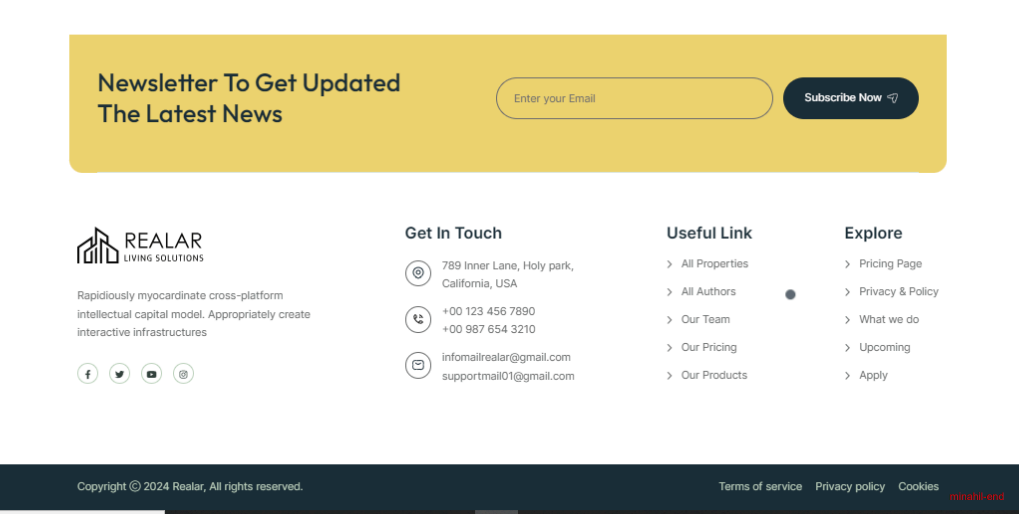 Newsletter To Get Updated
The Latest News
Enter your Email
Subscribe Now
REALAR
LIVING SOLUTIONS
Rapidiously myocardinate cross-platform
intellectual capital model. Appropriately create
interactive infrastructures
Get In Touch
789 Inner Lane, Holy park,
California, USA
+00 123 456 7890
+00 987 654 3210
infomailrealar@gmail.com
supportmail01@gmail.com
Useful Link
All Properties
All Authors
Our Team
Our Pricing
Our Products
Explore
Pricing Page
Privacy & Policy
What we do
Upcoming
Apply
Copyright © 2024 Realar, All rights reserved.
Terms of service Privacy policy Cookies
minahil-end